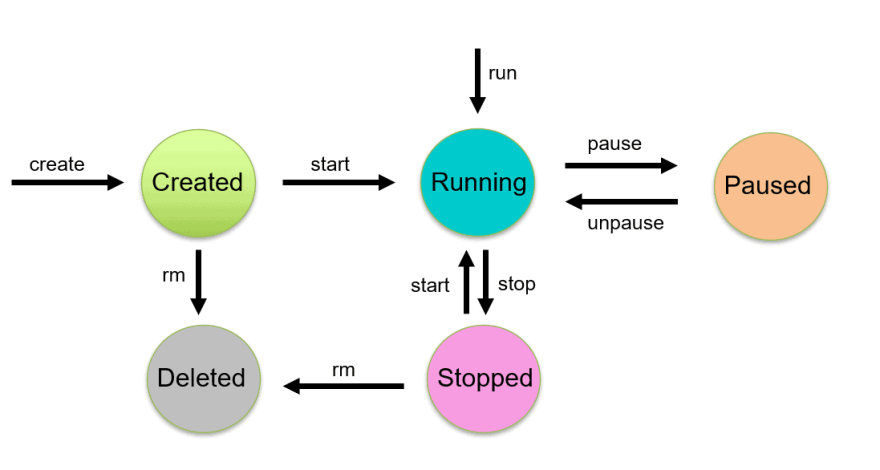 run
create
Created
start
Running
pause
unpause
Paused
rm
start
stop
Deleted
rm
Stopped